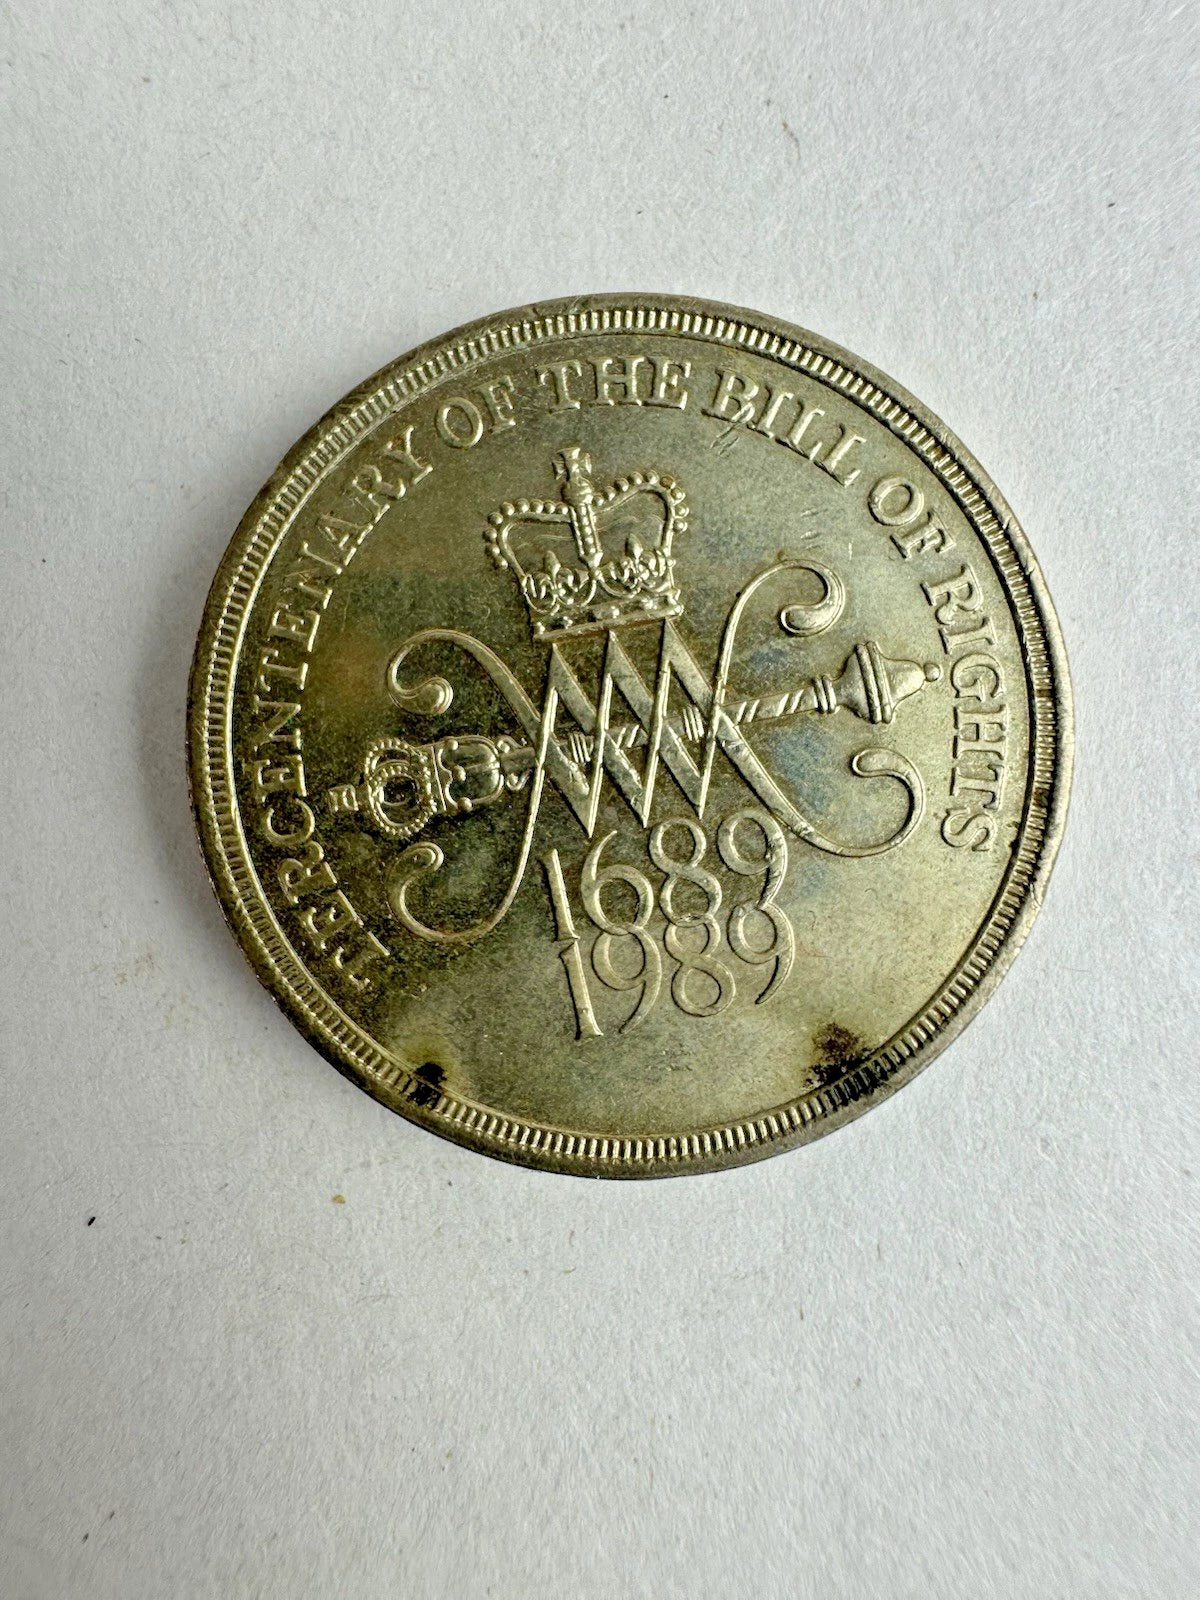 TERCENTENARY OF THE BILL OF RIGHTS
1689
1989